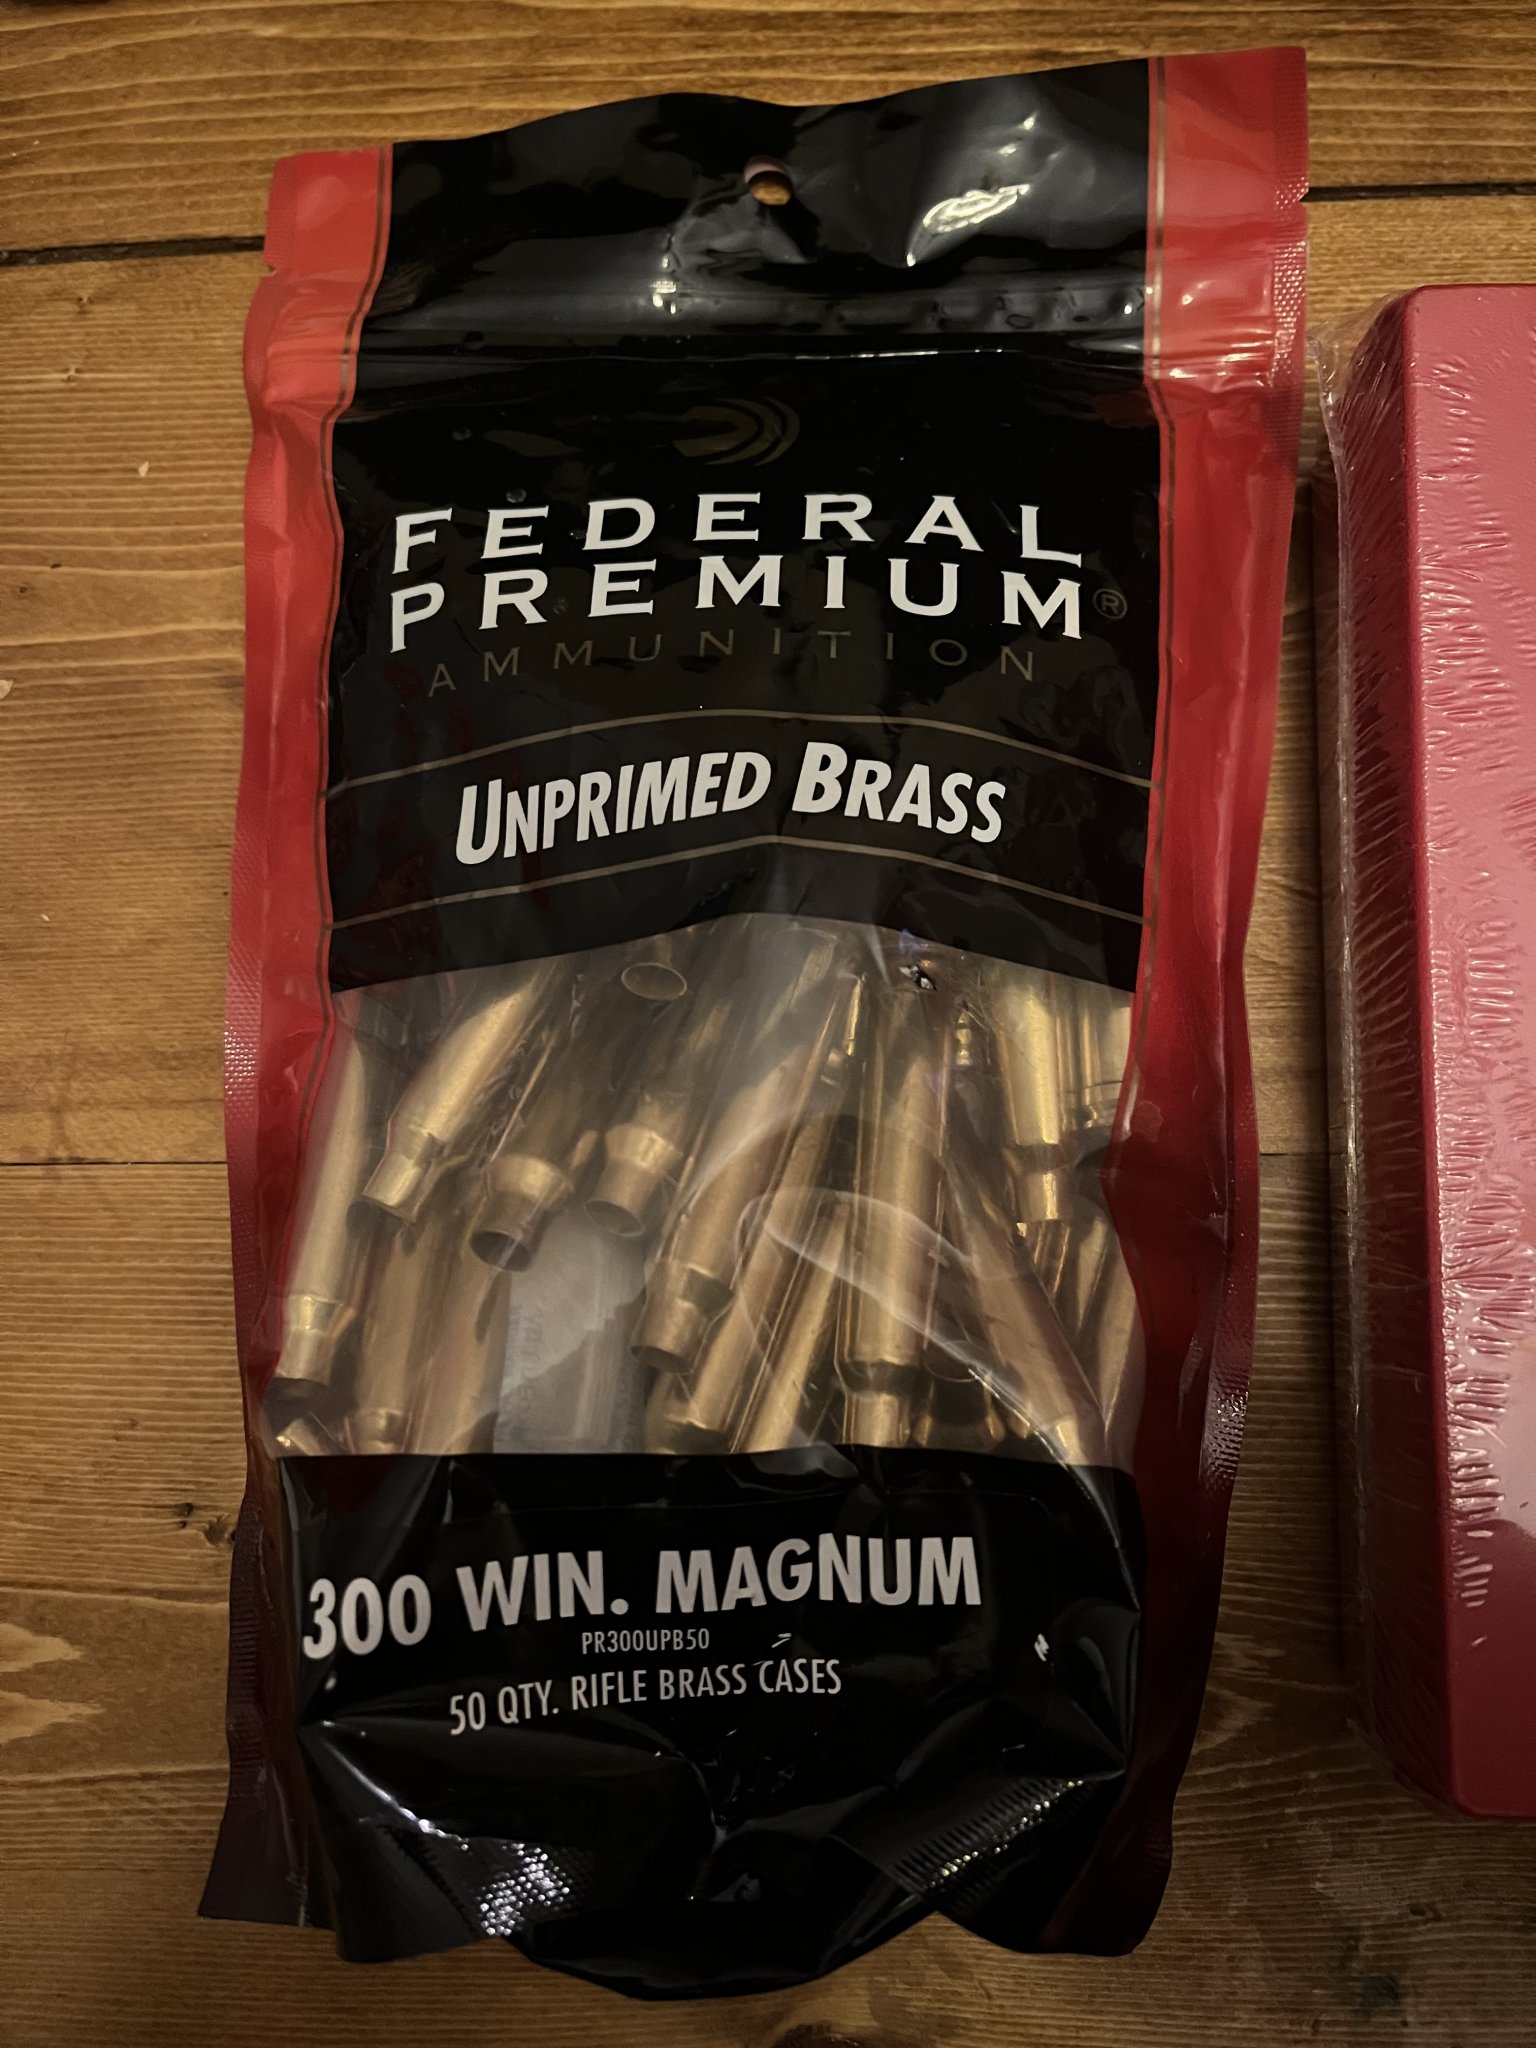 FEDERAL
PREMIUM®
AMMUNITION
UNPRIMED BRASS
300 WIN. MAGNUM
PR300UPB50
50 QTY. RIFLE BRASS CASES